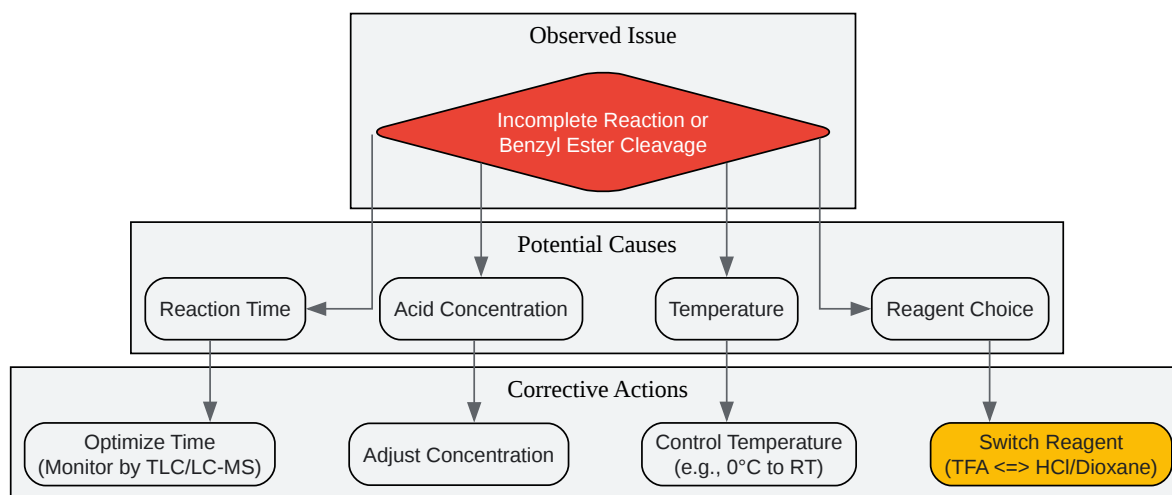 Observed Issue
Incomplete Reaction or
Benzyl Ester Cleavage
Potential Causes
Reaction Time
Acid Concentration
Temperature
Reagent Choice
Corrective Actions
Optimize Time
(Monitor by TLC/LC-MS)
Adjust Concentration
Control Temperature
(e.g., 0°C to RT)
Switch Reagent
(TFA <=> HCl/Dioxane)